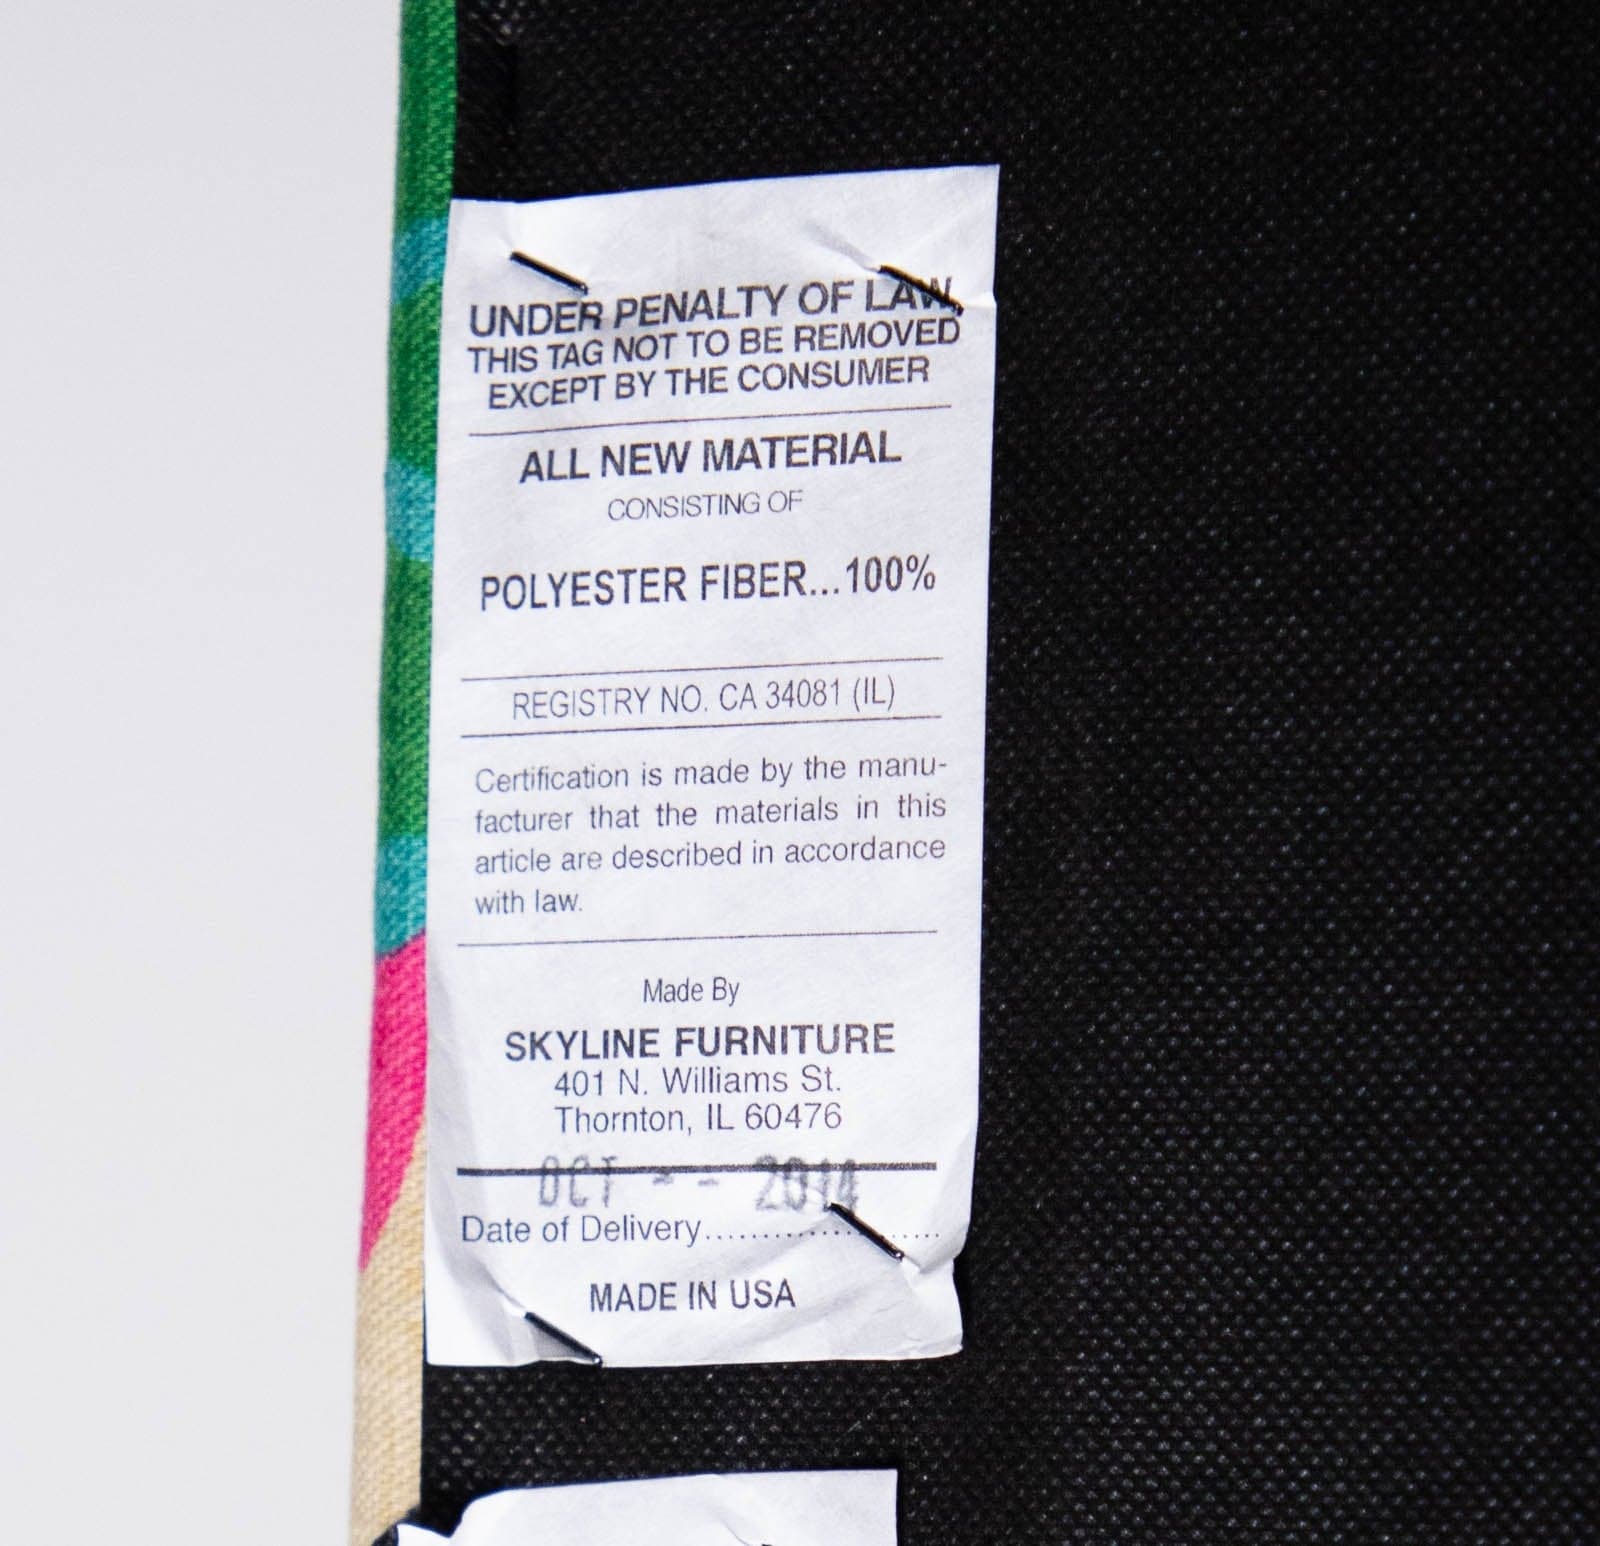 UNDER PENALTY OF LAW,
THIS TAG NOT TO BE REMOVED
EXCEPT BY THE CONSUMER
ALL NEW MATERIAL
CONSISTING OF
POLYESTER FIBER...100%
REGISTRY NO. CA 34081 (IL)
Certification is made by the manu-
facturer that the materials in this
article are described in accordance
with law.
Made By
SKYLINE FURNITURE
401 N. Williams St.
Thornton, IL 60476
OCT - - 2014
Date of Delivery....................
MADE IN USA